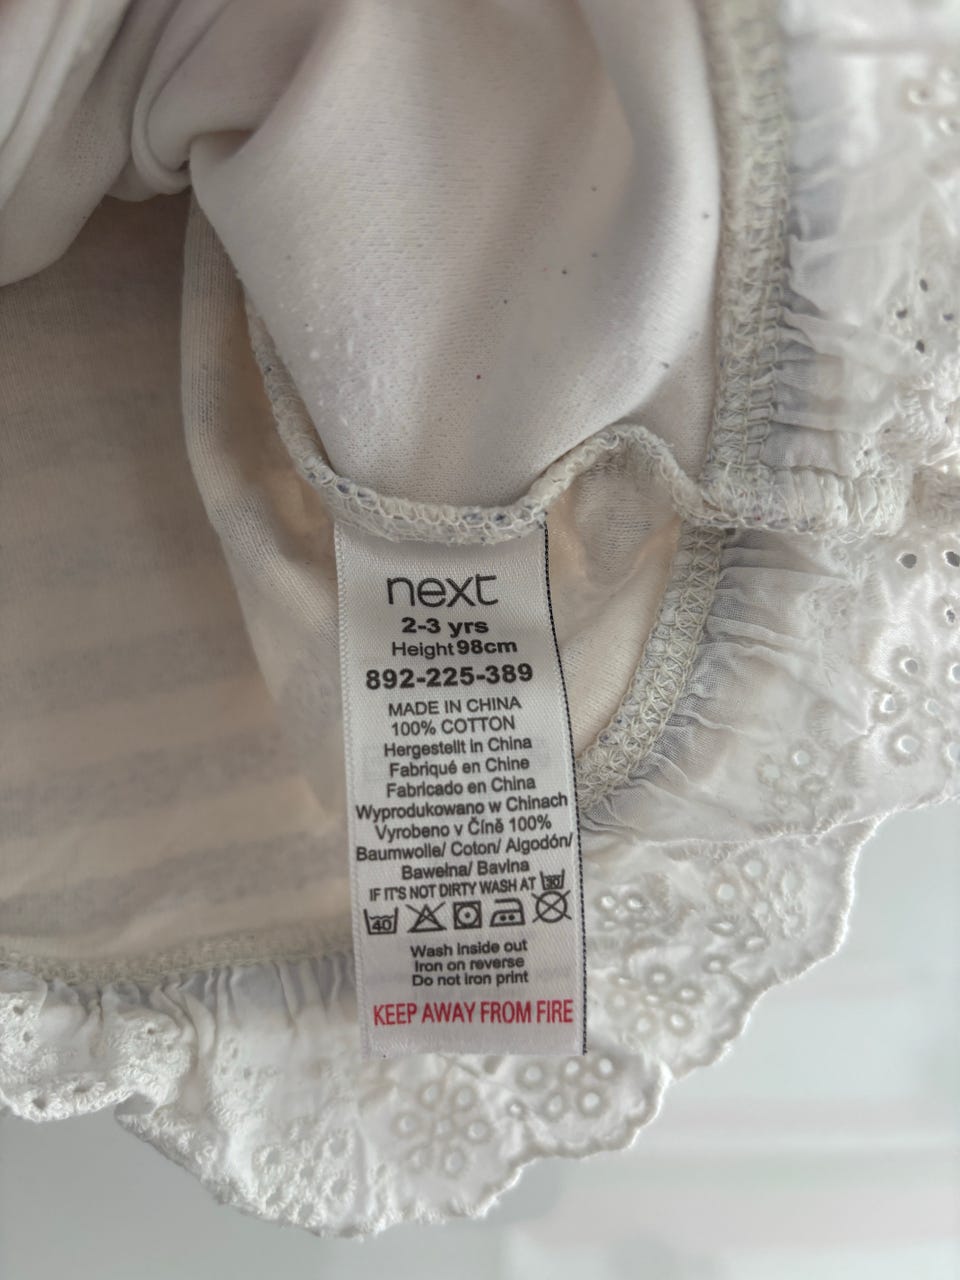 next
2-3 yrs
Height 98cm
892-225-389
MADE IN CHINA
100% COTTON
Hergestellt in China
Fabriqué en Chine
Fabricado en China
Wyprodukowano w Chinach
Vyrobeno v Číně 100%
Baumwolle/ Coton/ Algodón/
Bawełna/ Bavlna
IF IT'S NOT DIRTY WASH AT 30
40
Wash inside out
Iron on reverse
Do not iron print
KEEP AWAY FROM FIRE